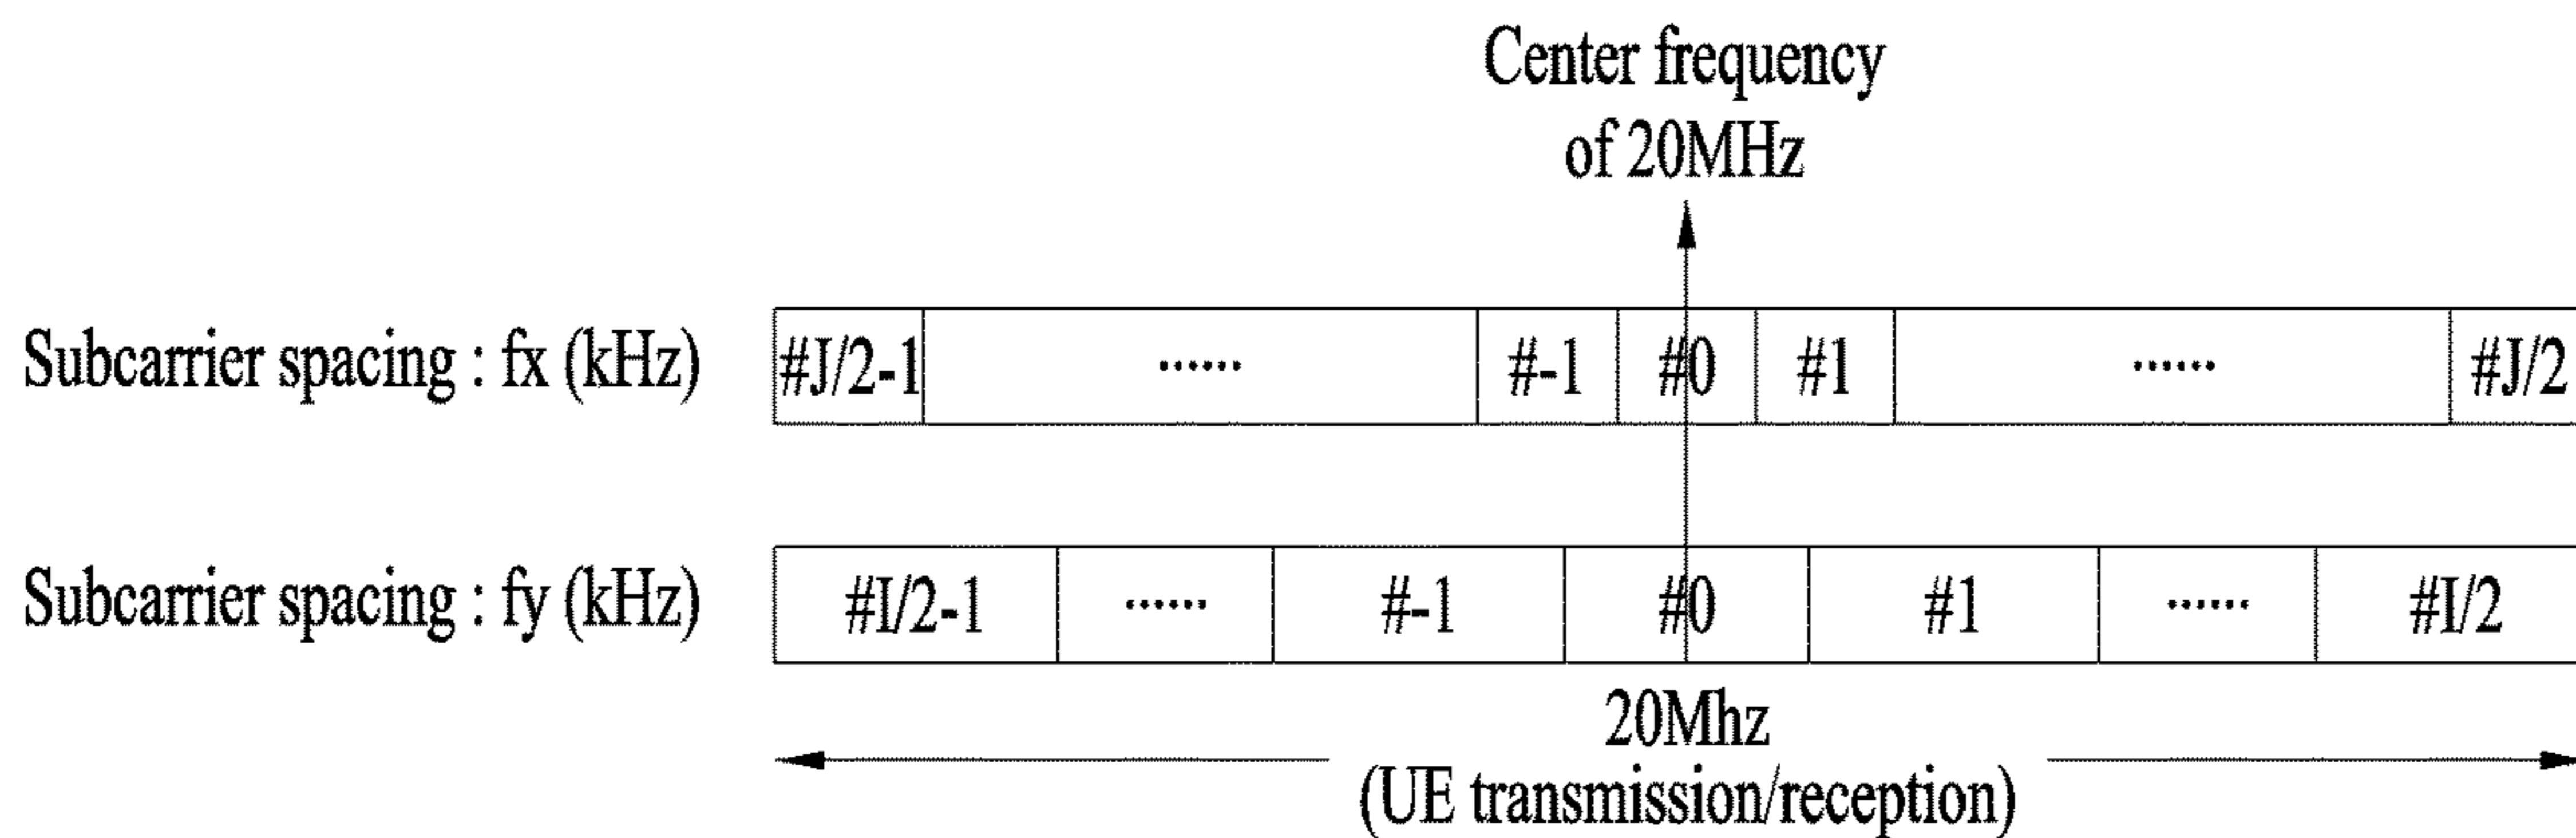 Center frequency
of 20MHz
Subcarrier spacing : fx (kHz)
#J/2-1 ...... #-1 #0 #1 ...... #J/2
Subcarrier spacing : fy (kHz)
#I/2-1 ...... #-1 #0 #1 ...... #I/2
20Mhz
(UE transmission/reception)